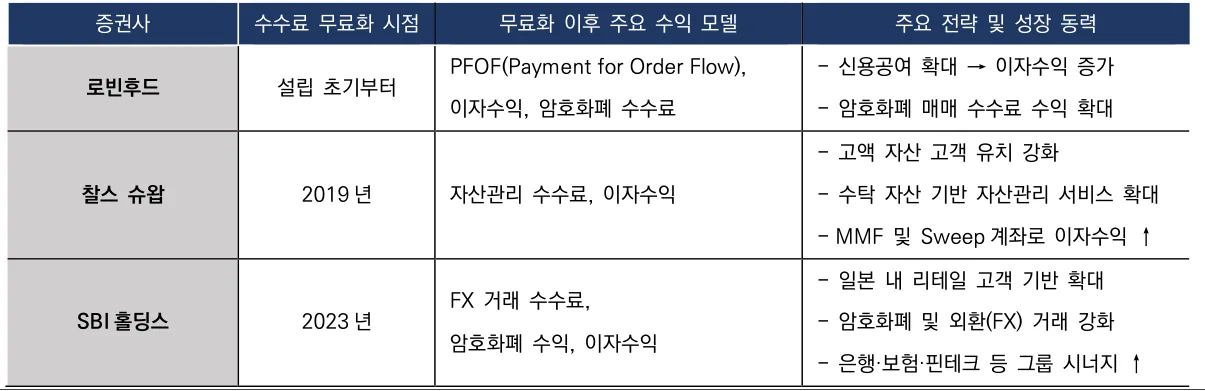 증권사 수수료 무료화 시점 무료화 이후 주요 수익 모델 주요 전략 및 성장 동력
로빈후드
설립 초기부터
PFOF(Payment for Order Flow),
이자수익, 암호화폐 수수료
- 신용공여 확대 → 이자수익 증가
- 암호화폐 매매 수수료 수익 확대
찰스 슈왑
2019년
자산관리 수수료, 이자수익
- 고액 자산 고객 유치 강화
- 수탁 자산 기반 자산관리 서비스 확대
- MMF 및 Sweep 계좌로 이자수익 ↑
SBI 홀딩스
2023년
FX 거래 수수료,
암호화폐 수익, 이자수익
- 일본 내 리테일 고객 기반 확대
- 암호화폐 및 외환(FX) 거래 강화
- 은행·보험·핀테크 등 그룹 시너지 ↑